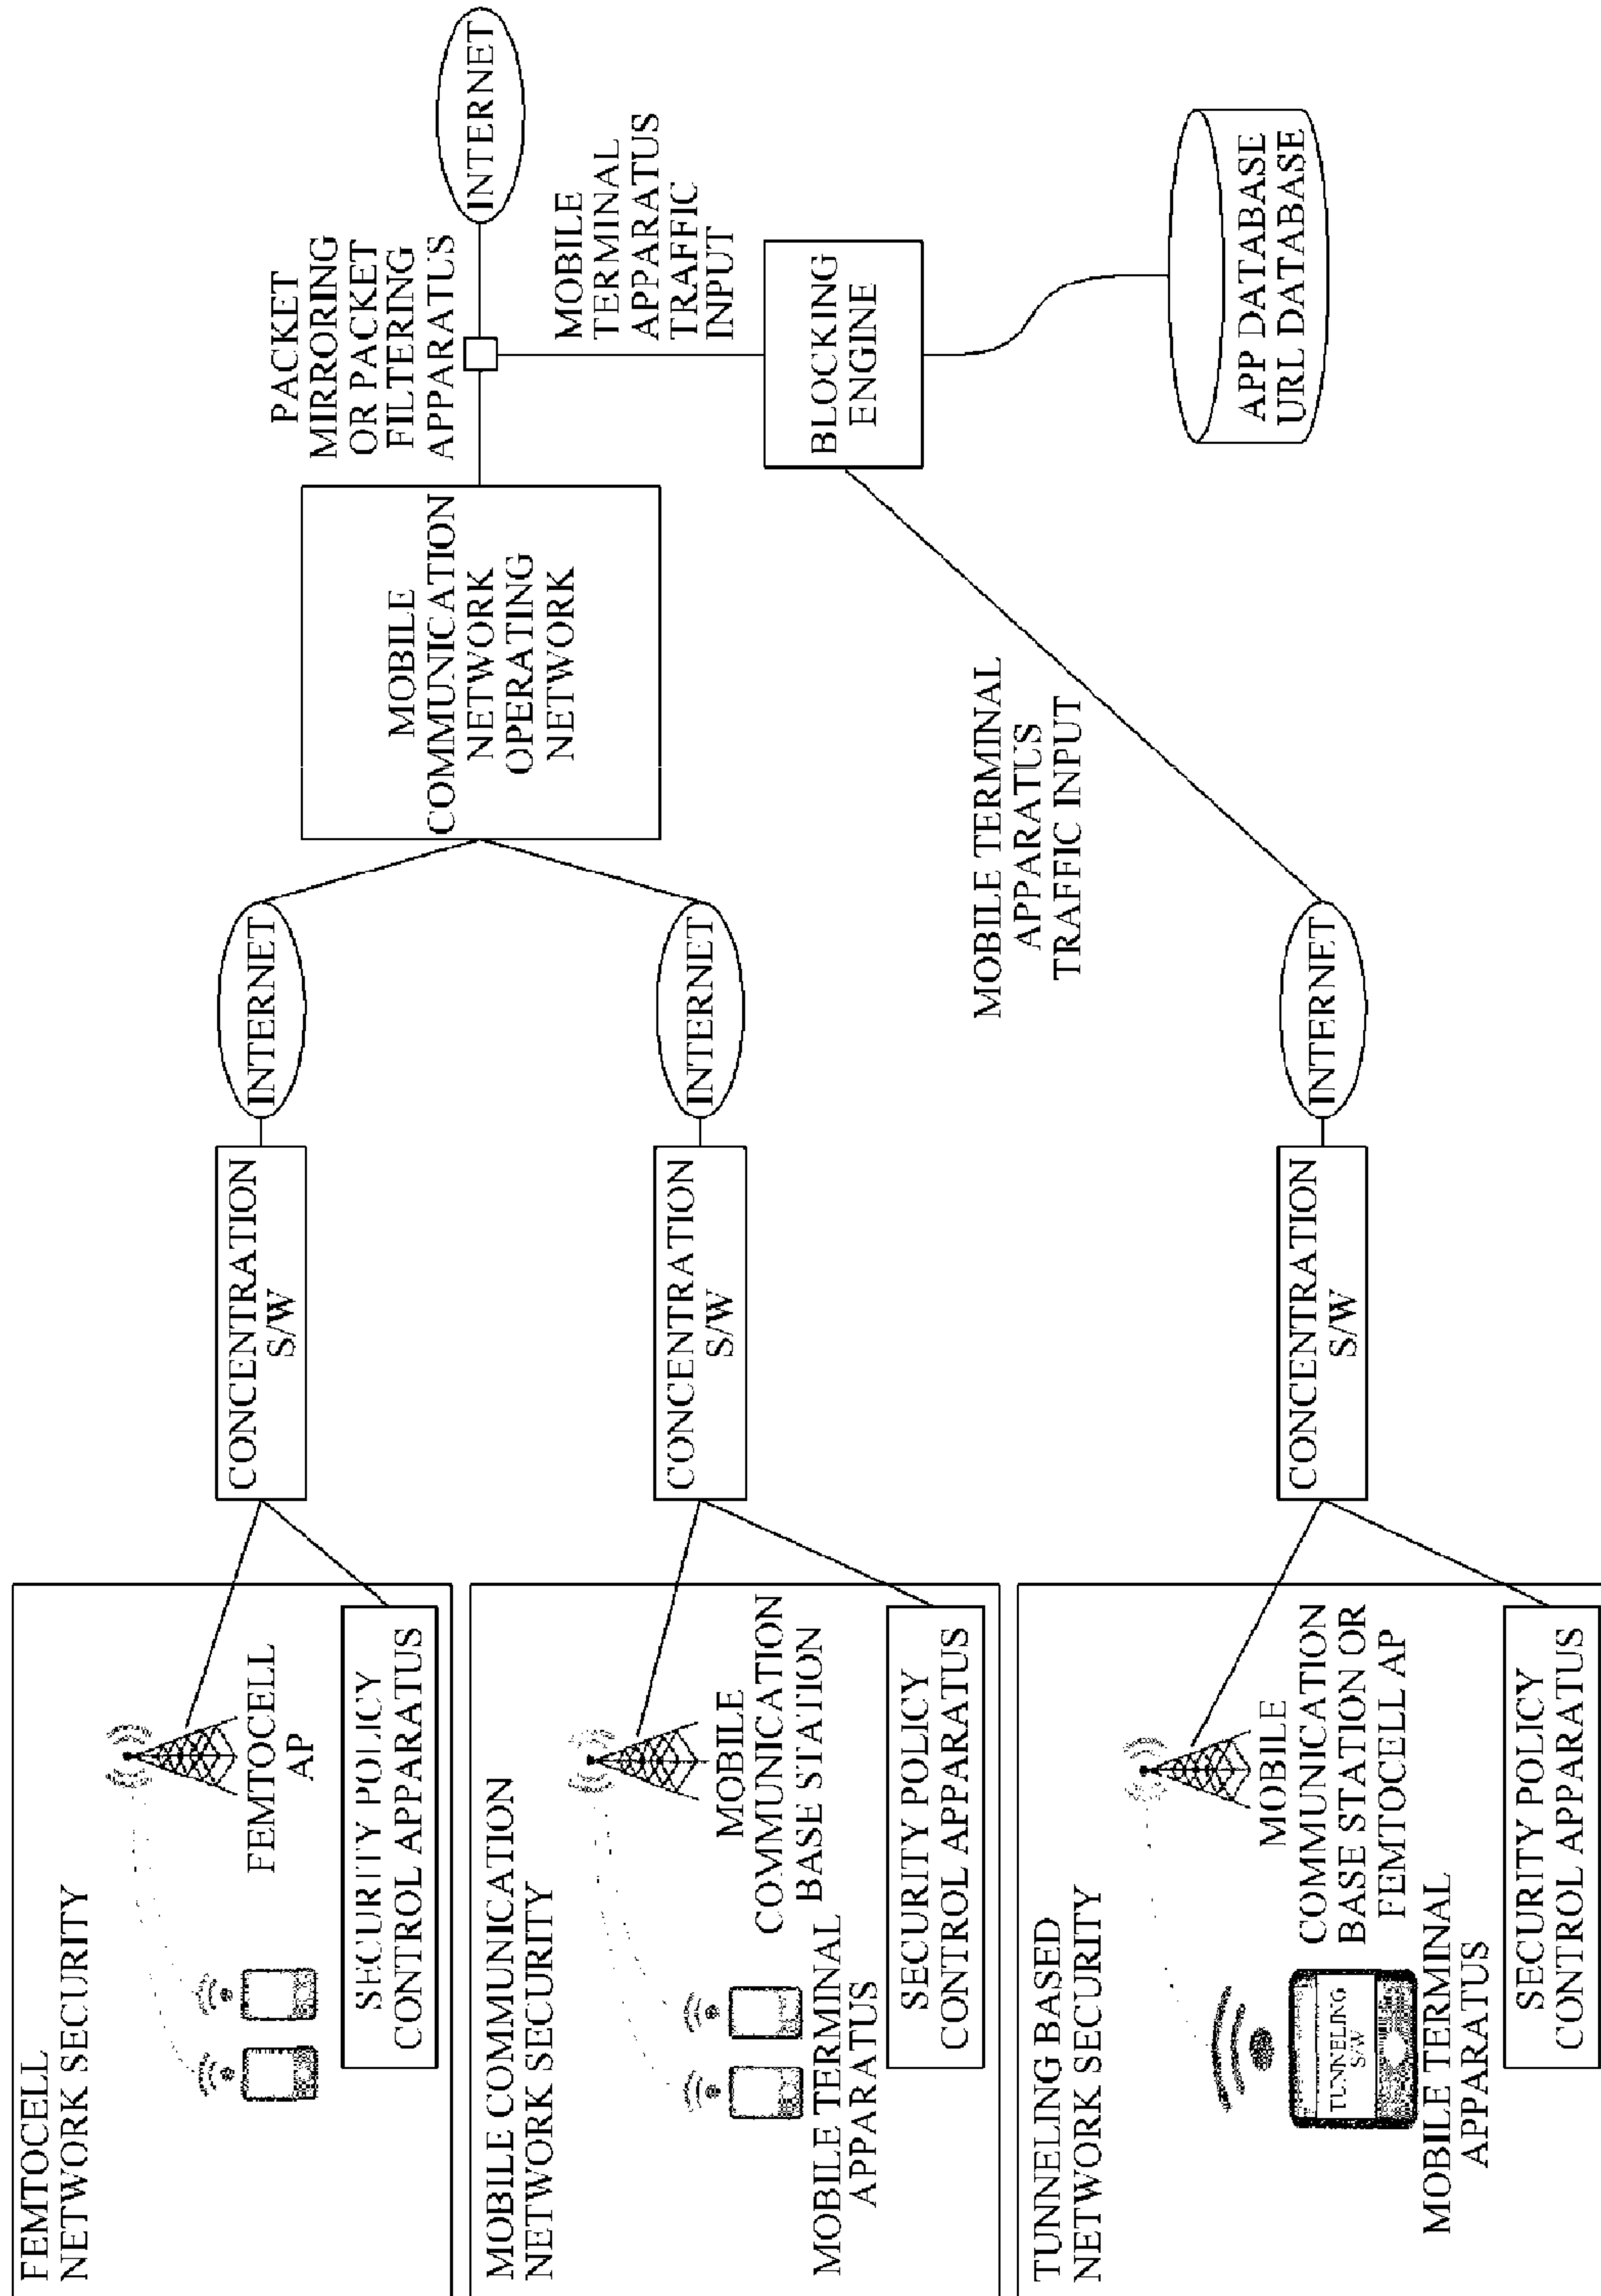 FEMTOCELL
NETWORK SECURITY
FEMTOCELL
AP
SECURITY POLICY
CONTROL APPARATUS
CONCENTRATION
S/W
INTERNET
MOBILE COMMUNICATION
NETWORK SECURITY
MOBILE TERMINAL
APPARATUS
MOBILE
COMMUNICATION
BASE STATION
SECURITY POLICY
CONTROL APPARATUS
CONCENTRATION
S/W
INTERNET
MOBILE
COMMUNICATION
NETWORK
OPERATING
NETWORK
PACKET
MIRRORING
OR PACKET
FILTERING
APPARATUS
INTERNET
MOBILE
TERMINAL
APPARATUS
TRAFFIC
INPUT
BLOCKING
ENGINE
APP DATABASE
URL DATABASE
TUNNELING BASED
NETWORK SECURITY
TUNNELING
S/W
MOBILE TERMINAL
APPARATUS
MOBILE
COMMUNICATION
BASE STATION OR
FEMTOCELL AP
SECURITY POLICY
CONTROL APPARATUS
CONCENTRATION
S/W
INTERNET
MOBILE TERMINAL
APPARATUS
TRAFFIC INPUT